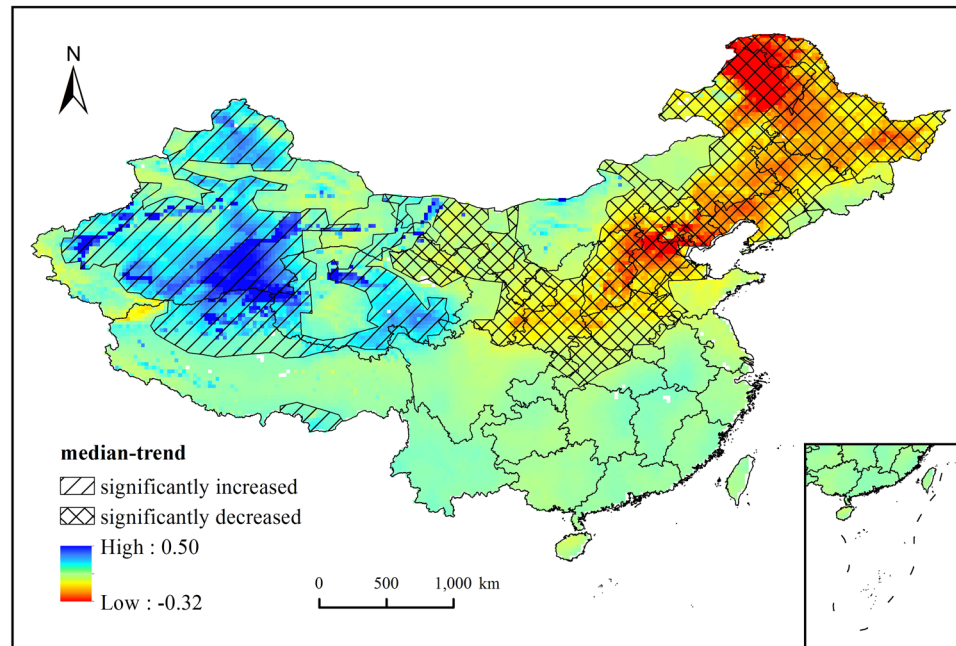 N
median-trend
significantly increased
significantly decreased
High : 0.50
Low : -0.32
0 500 1,000 km